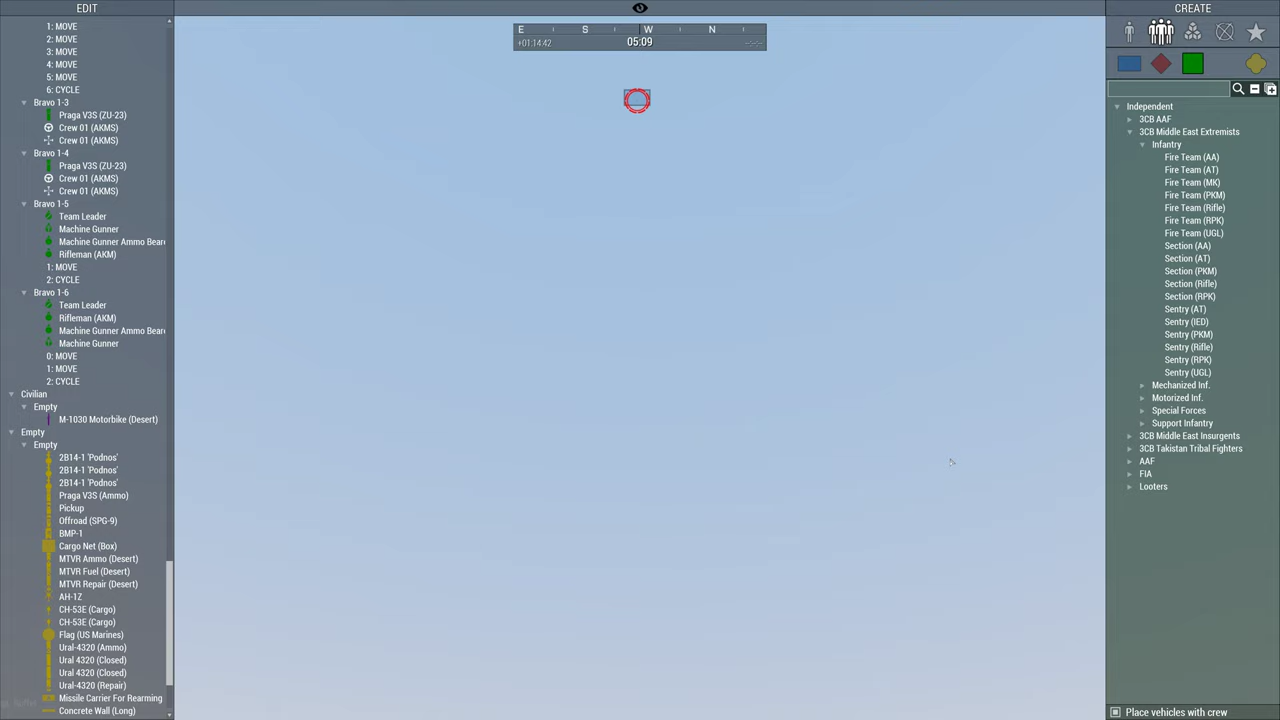 EDIT
1: MOVE
2: MOVE
3: MOVE
4: MOVE
5: MOVE
6: CYCLE
Bravo 1-3
Praga V3S (ZU-23)
Crew 01 (AKMS)
Crew 01 (AKMS)
Bravo 1-4
Praga V3S (ZU-23)
Crew 01 (AKMS)
Crew 01 (AKMS)
Bravo 1-5
Team Leader
Machine Gunner
Machine Gunner Ammo Bear
Rifleman (AKM)
1: MOVE
2: CYCLE
Bravo 1-6
Team Leader
Rifleman (AKM)
Machine Gunner Ammo Bear
Machine Gunner
0: MOVE
1: MOVE
2: CYCLE
Civilian
Empty
M-1030 Motorbike (Desert)
Empty
Empty
2B14-1 'Podnos'
2B14-1 'Podnos'
2B14-1 'Podnos'
Praga V3S (Ammo)
Pickup
Offroad (SPG-9)
BMP-1
Cargo Net (Box)
MTVR Ammo (Desert)
MTVR Fuel (Desert)
MTVR Repair (Desert)
AH-1Z
CH-53E (Cargo)
CH-53E (Cargo)
Flag (US Marines)
Ural-4320 (Ammo)
Ural 4320 (Closed)
Ural 4320 (Closed)
Ural-4320 (Repair)
Missile Carrier For Rearming
Concrete Wall (Long)
E S W N
+01:14:42 05:09 --:--
CREATE
Independent
3CB AAF
3CB Middle East Extremists
Infantry
Fire Team (AA)
Fire Team (AT)
Fire Team (MK)
Fire Team (PKM)
Fire Team (Rifle)
Fire Team (RPK)
Fire Team (UGL)
Section (AA)
Section (AT)
Section (PKM)
Section (Rifle)
Section (RPK)
Sentry (AT)
Sentry (IED)
Sentry (PKM)
Sentry (Rifle)
Sentry (RPK)
Sentry (UGL)
Mechanized Inf.
Motorized Inf.
Special Forces
Support Infantry
3CB Middle East Insurgents
3CB Takistan Tribal Fighters
AAF
FIA
Looters
Place vehicles with crew